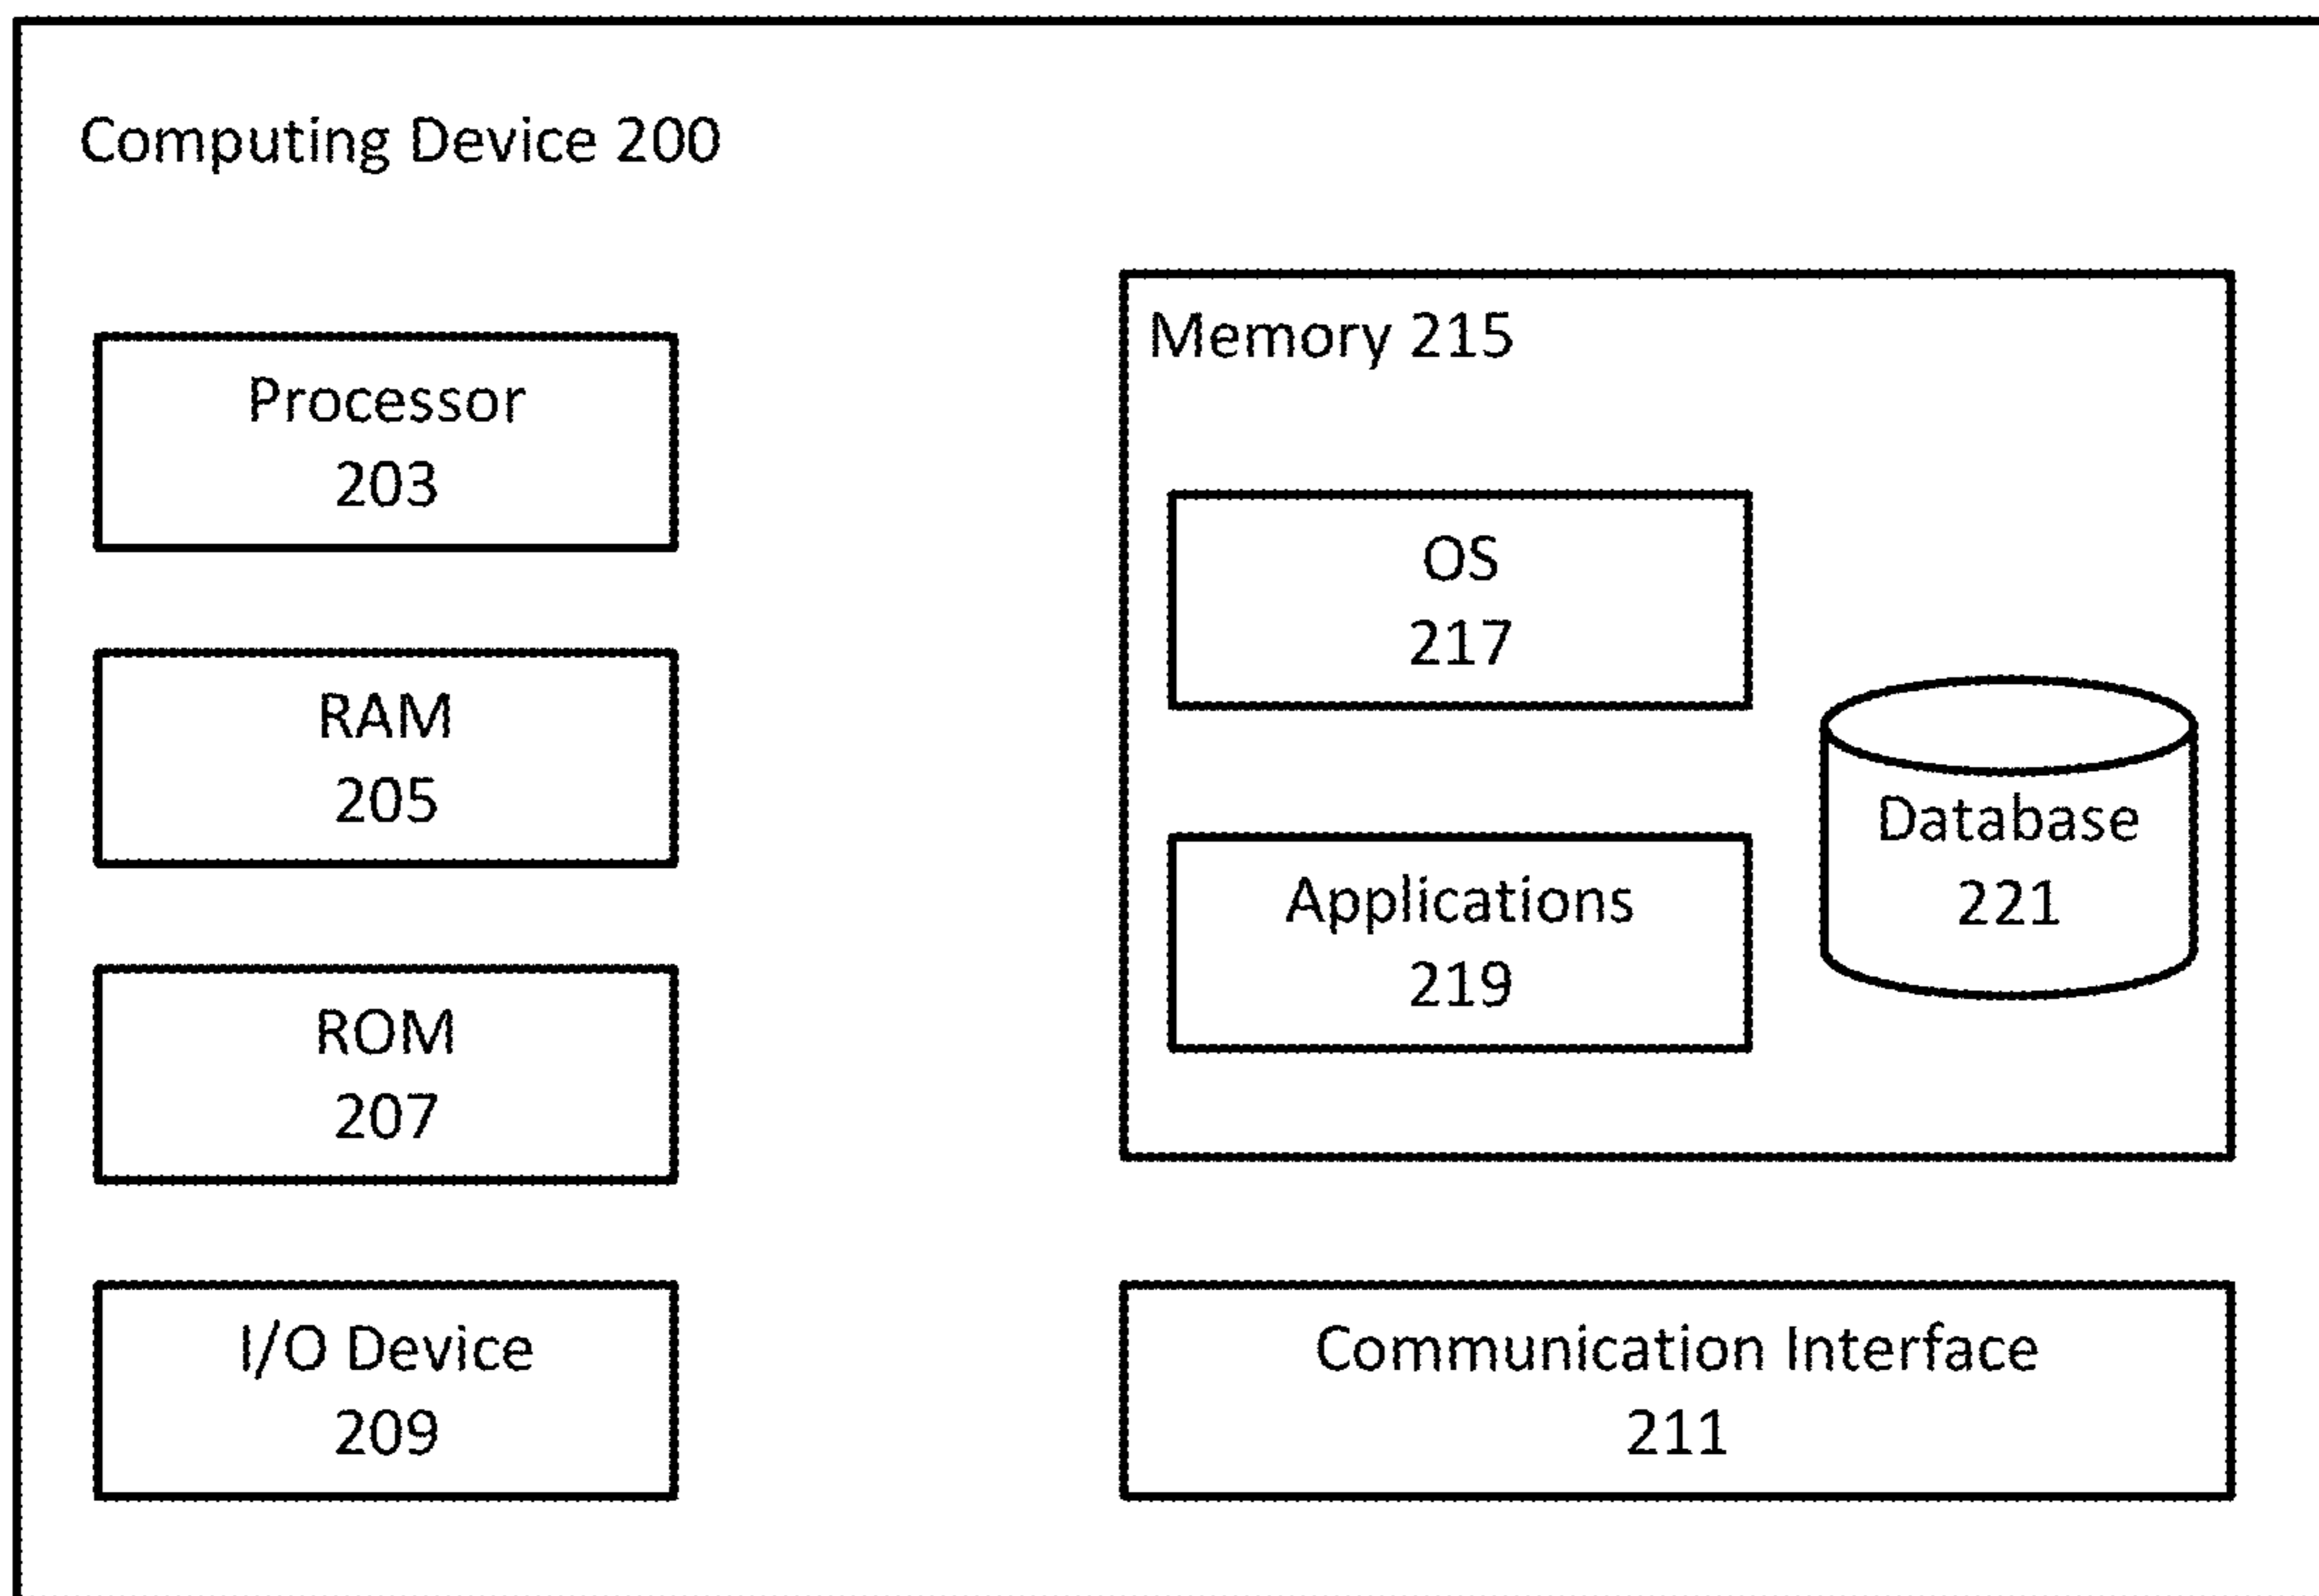 Computing Device 200
Processor
203
RAM
205
ROM
207
I/O Device
209
Memory 215
OS
217
Applications
219
Database
221
Communication Interface
211